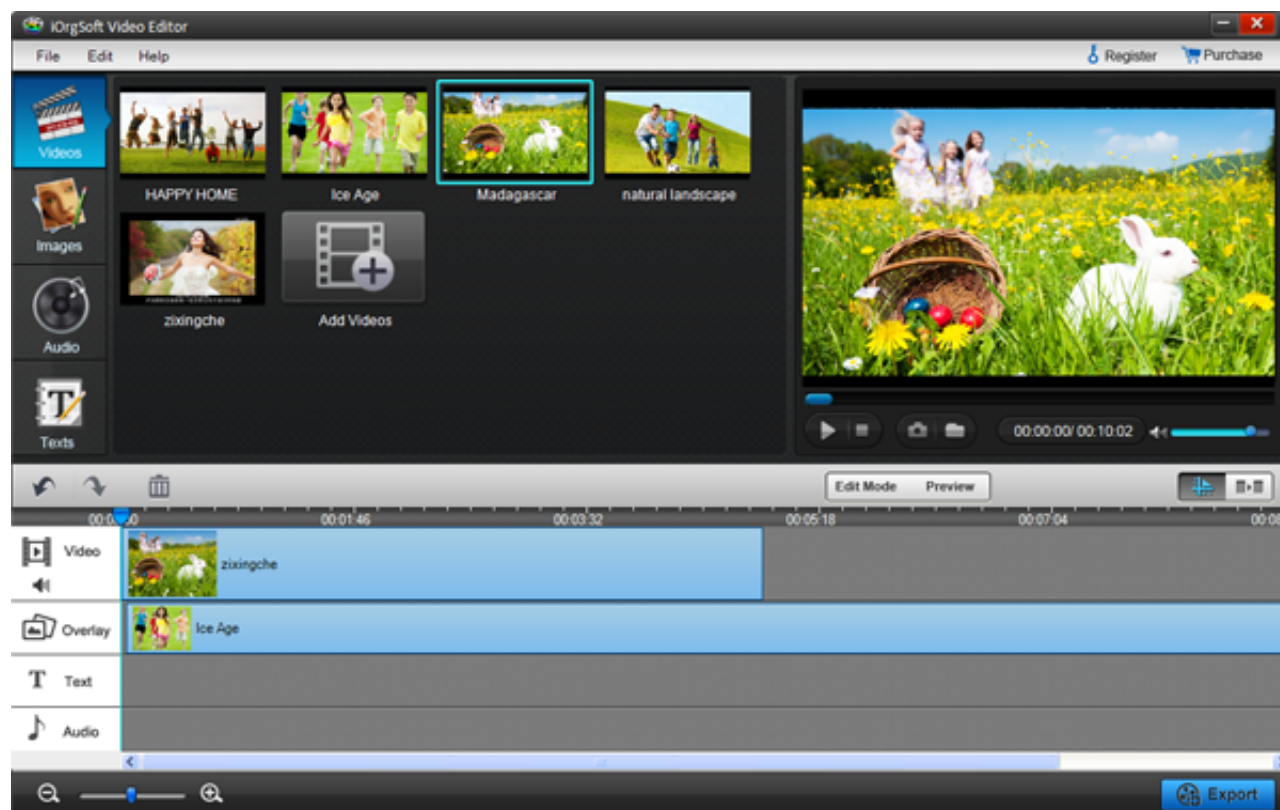 iOrgSoft Video Editor
File Edit Help Register Purchase
Videos
HAPPY HOME Ice Age Madagascar natural landscape
Images
zixingche Add Videos
Audio
T
Texts
00:00:00/ 00:10:02
Edit Mode Preview
00:01:46 00:03:32 00:05:18 00:07:04
Video zixingche
Overlay Ice Age
T Text
Audio
Export